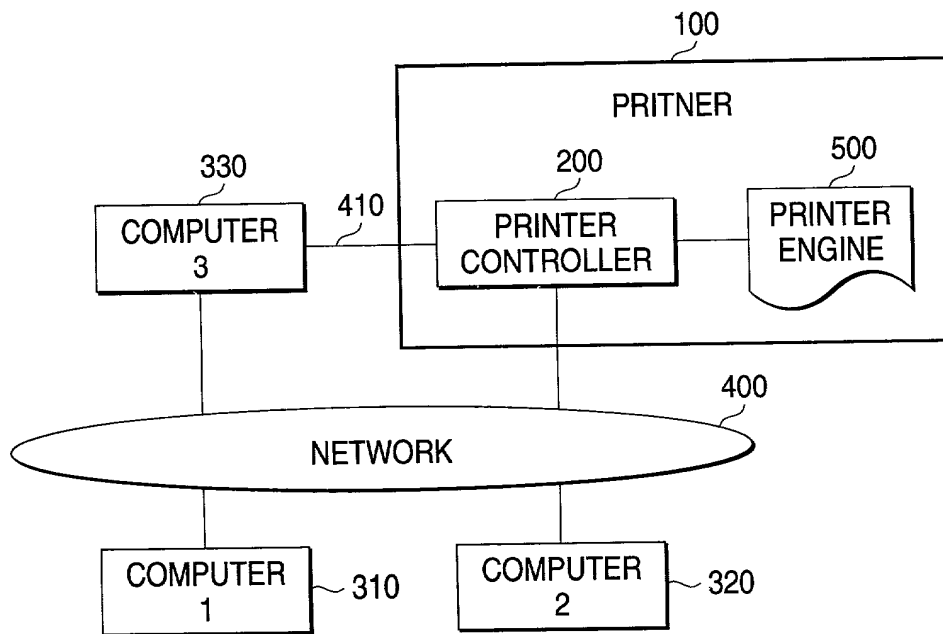 100
PRITNER
330
200
500
COMPUTER
3
410
PRINTER
CONTROLLER
PRINTER
ENGINE
400
NETWORK
COMPUTER
1
310
COMPUTER
2
320